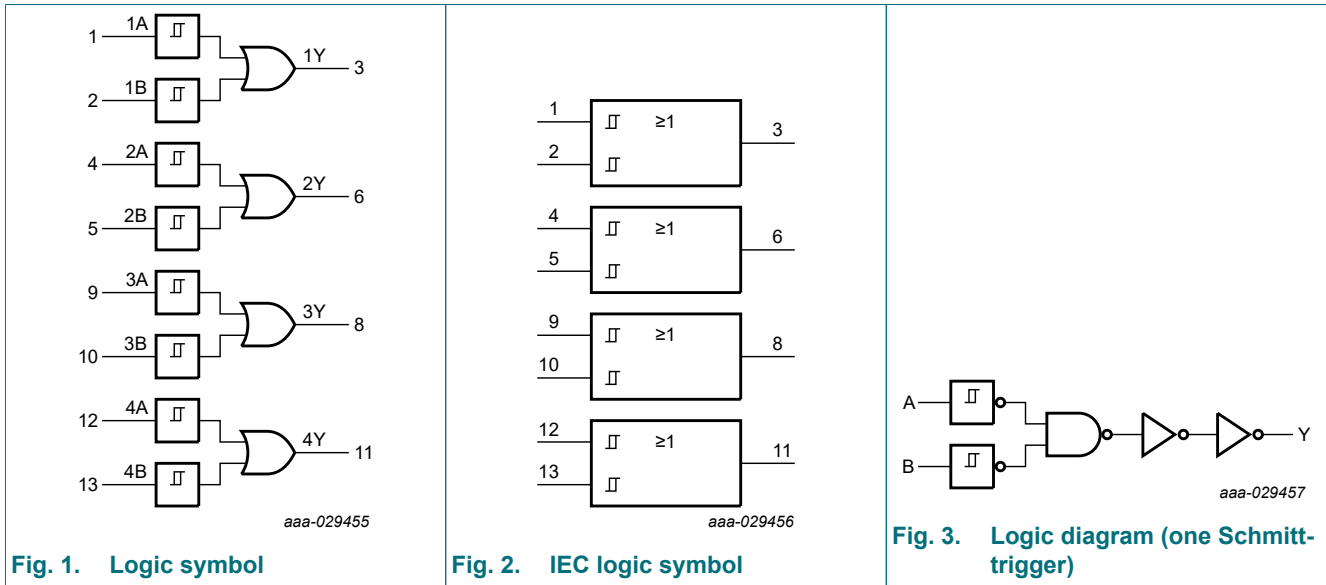 1A
1
1Y
3
1B
2
2A
4
2Y
6
2B
5
3A
9
3Y
8
3B
10
4A
12
4Y
11
4B
13
aaa-029455
Fig. 1. Logic symbol
1
≥1
3
2
4
≥1
6
5
9
≥1
8
10
12
≥1
11
13
aaa-029456
Fig. 2. IEC logic symbol
A
Y
B
aaa-029457
Fig. 3. Logic diagram (one Schmitt-
trigger)